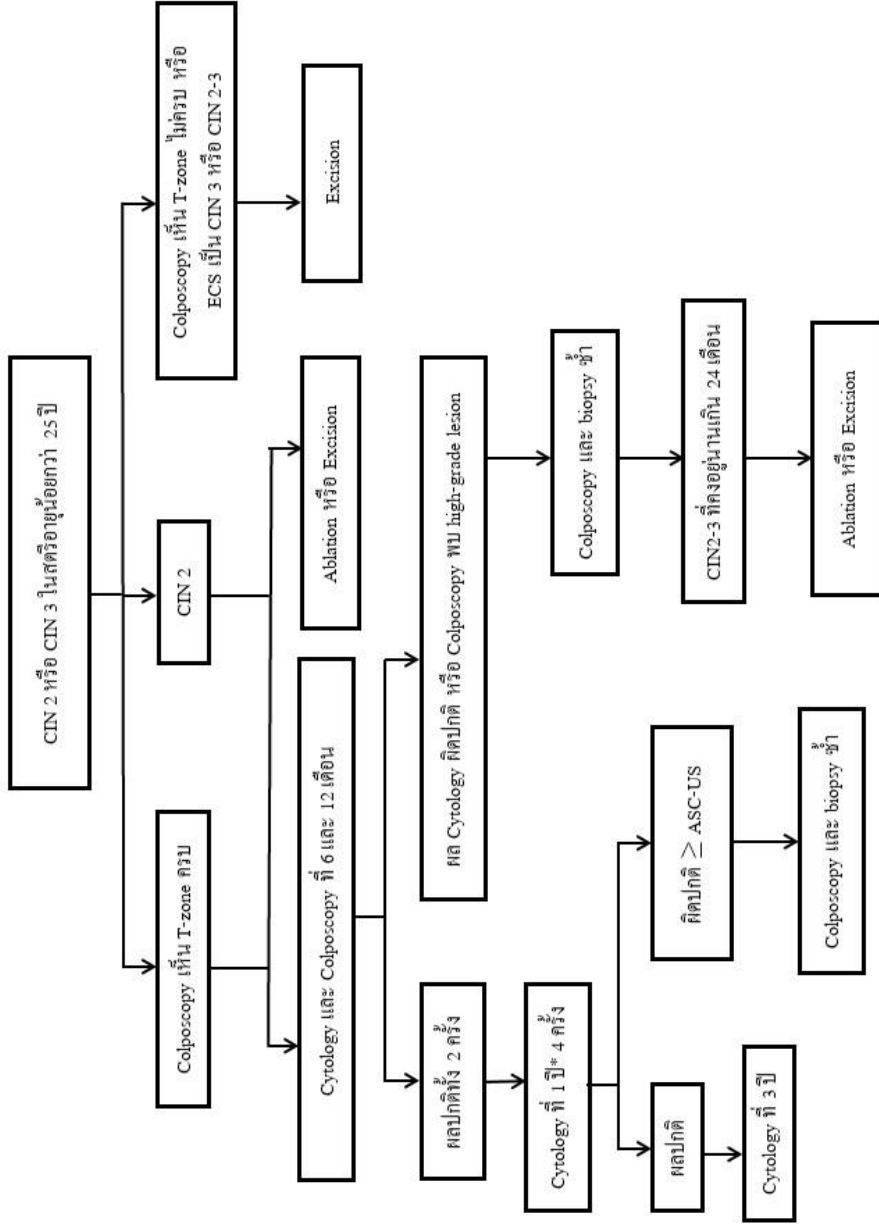 CIN 2 หรือ CIN 3 ในสตรีอายุน้อยกว่า 25 ปี
Colposcopy เห็น T-zone ครบ
CIN 2
Colposcopy เห็น T-zone ไม่ครบ หรือ
ECS เป็น CIN 3 หรือ CIN 2-3
Cytology และ Colposcopy ที่ 6 และ 12 เดือน
Ablation หรือ Excision
Excision
ผลปกติทั้ง 2 ครั้ง
ผล Cytology ผิดปกติ หรือ Colposcopy พบ high-grade lesion
Cytology ที่ 1 ปี* 4 ครั้ง
Colposcopy และ biopsy ซ้ำ
ผลปกติ
ผิดปกติ ≥ ASC-US
CIN2-3 ที่คงอยู่นานเกิน 24 เดือน
Cytology ที่ 3 ปี
Colposcopy และ biopsy ซ้ำ
Ablation หรือ Excision